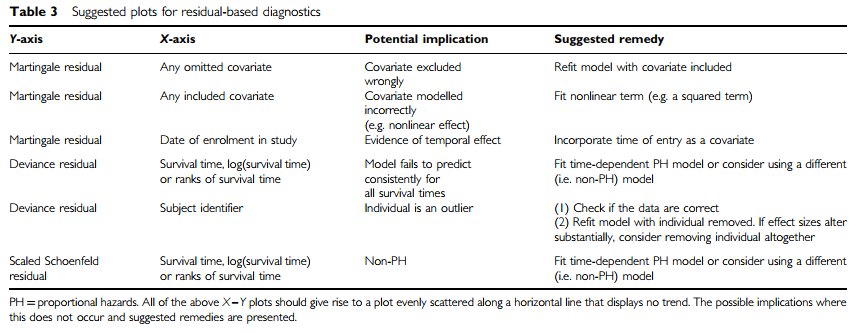 Table 3 Suggested plots for residual-based diagnostics
Y-axis X-axis Potential implication Suggested remedy
Martingale residual Any omitted covariate Covariate excluded Refit model with covariate included
wrongly
Martingale residual Any included covariate Covariate modelled Fit nonlinear term (e.g. a squared term)
incorrectly
(e.g. nonlinear effect)
Martingale residual Date of enrolment in study Evidence of temporal effect Incorporate time of entry as a covariate
Deviance residual Survival time, log(survival time) Model fails to predict Fit time-dependent PH model or consider using a different
or ranks of survival time consistently for (i.e. non-PH) model
all survival times
Deviance residual Subject identifier Individual is an outlier (1) Check if the data are correct
(2) Refit model with individual removed. If effect sizes alter
substantially, consider removing individual altogether
Scaled Schoenfeld Survival time, log(survival time) Non-PH Fit time-dependent PH model or consider using a different
residual or ranks of survival time (i.e. non-PH) model
PH = proportional hazards. All of the above X–Y plots should give rise to a plot evenly scattered along a horizontal line that displays no trend. The possible implications where
this does not occur and suggested remedies are presented.